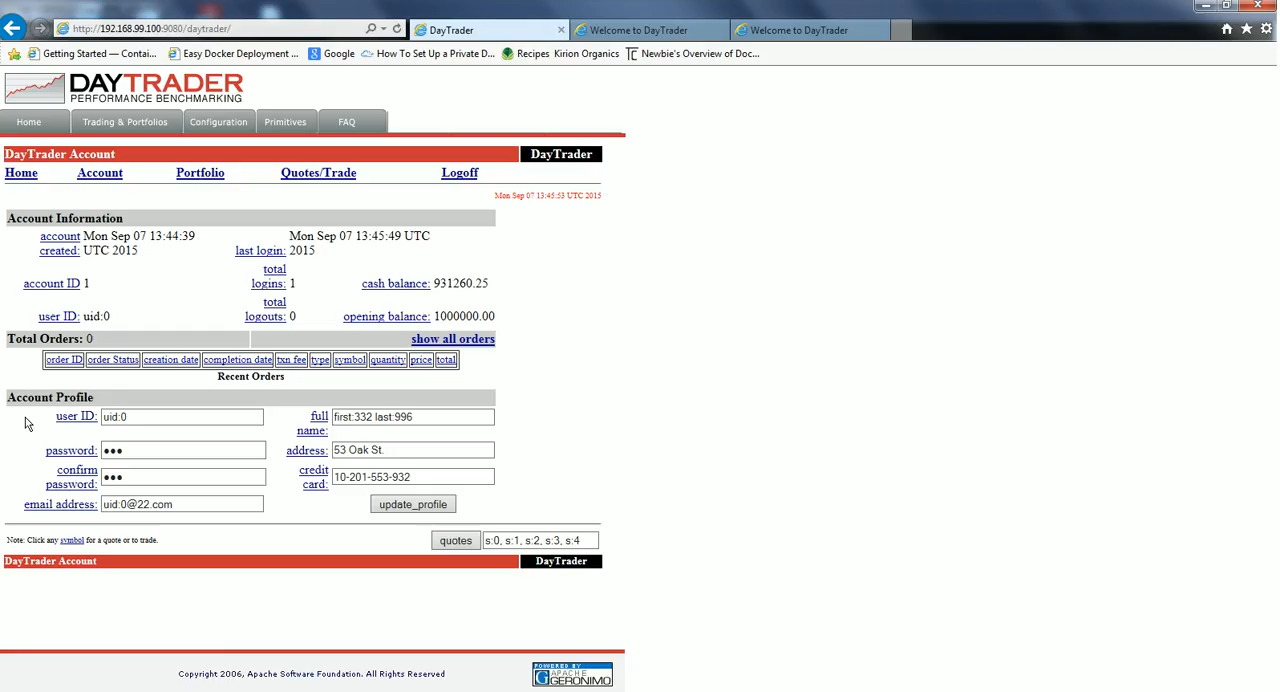 http://192.168.99.100:9080/daytrader/
DayTrader
Welcome to DayTrader
Welcome to DayTrader
Getting Started — Contai...
Easy Docker Deployment ...
Google
How To Set Up a Private D...
Recipes
Kirion Organics
Newbie's Overview of Doc...
DAYTRADER
PERFORMANCE BENCHMARKING
Home
Trading & Portfolios
Configuration
Primitives
FAQ
DayTrader Account
DayTrader
Home
Account
Portfolio
Quotes/Trade
Logoff
Mon Sep 07 13:45:53 UTC 2015
Account Information
account Mon Sep 07 13:44:39
created: UTC 2015
Mon Sep 07 13:45:49 UTC
last login: 2015
account ID 1
total
logins: 1
cash balance: 931260.25
user ID: uid:0
total
logouts: 0
opening balance: 1000000.00
Total Orders: 0
show all orders
order ID order Status creation date completion date txn fee type symbol quantity price total
Recent Orders
Account Profile
user ID: uid:0
full
name:
first:332 last:996
password: ●●●
address: 53 Oak St.
confirm
password: ●●●
credit
card:
10-201-553-932
email address: uid:0@22.com
update_profile
Note: Click any symbol for a quote or to trade.
quotes
s:0, s:1, s:2, s:3, s:4
DayTrader Account
DayTrader
Copyright 2006, Apache Software Foundation. All Rights Reserved
POWERED BY
APACHE
GERONIMO